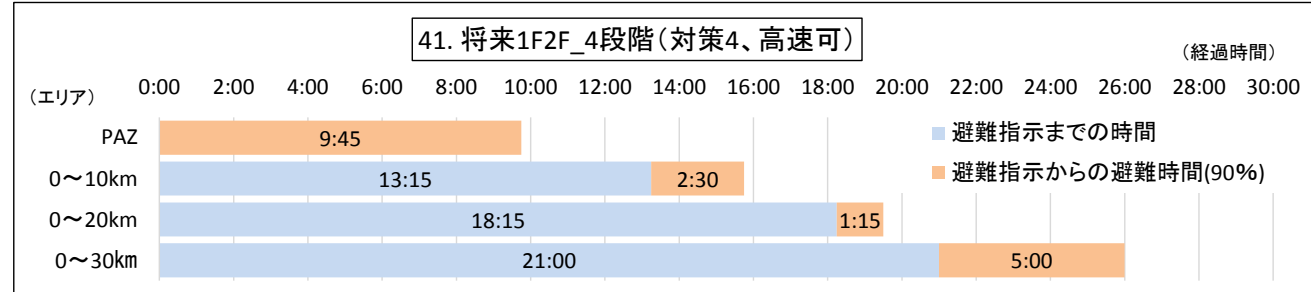 41. 将来1F2F_4段階(対策4、高速可)
(経過時間)
(エリア)
0:00 2:00 4:00 6:00 8:00 10:00 12:00 14:00 16:00 18:00 20:00 22:00 24:00 26:00 28:00 30:00
PAZ 9:45
避難指示までの時間
0～10km 13:15 2:30
避難指示からの避難時間(90%)
0～20km 18:15 1:15
0～30㎞ 21:00 5:00